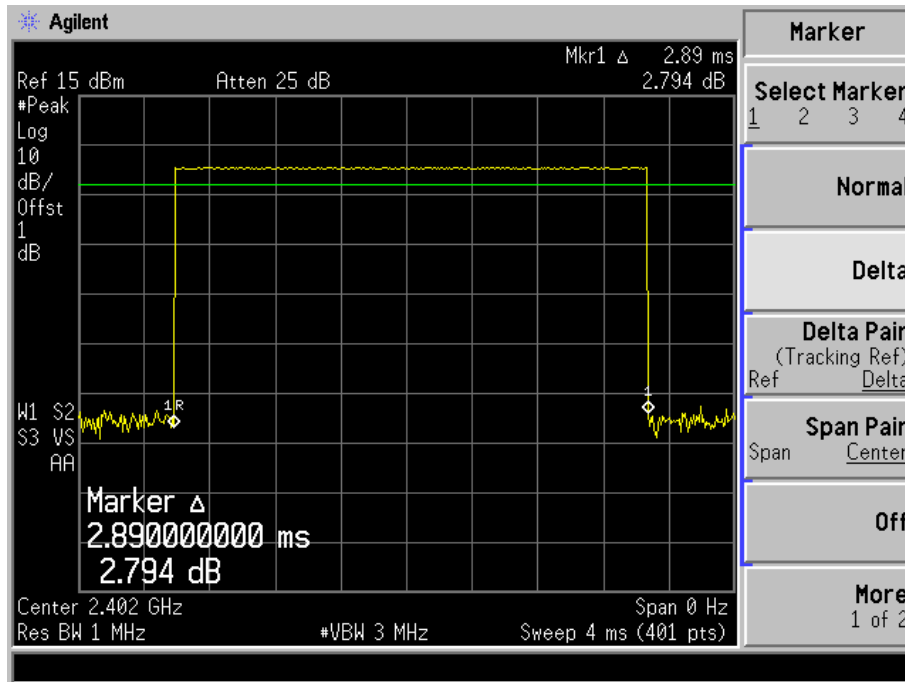 Agilent
Marker
Mkr1 Δ 2.89 ms
Ref 15 dBm Atten 25 dB 2.794 dB
#Peak
Log
10
dB/
Offst
1
dB
W1 S2
S3 VS
AA
1R
1
Marker Δ
2.890000000 ms
2.794 dB
Center 2.402 GHz Span 0 Hz
Res BW 1 MHz #VBW 3 MHz Sweep 4 ms (401 pts)
Select Marker
1 2 3 4
Normal
Delta
Delta Pair
(Tracking Ref)
Ref Delta
Span Pair
Span Center
Off
More
1 of 2